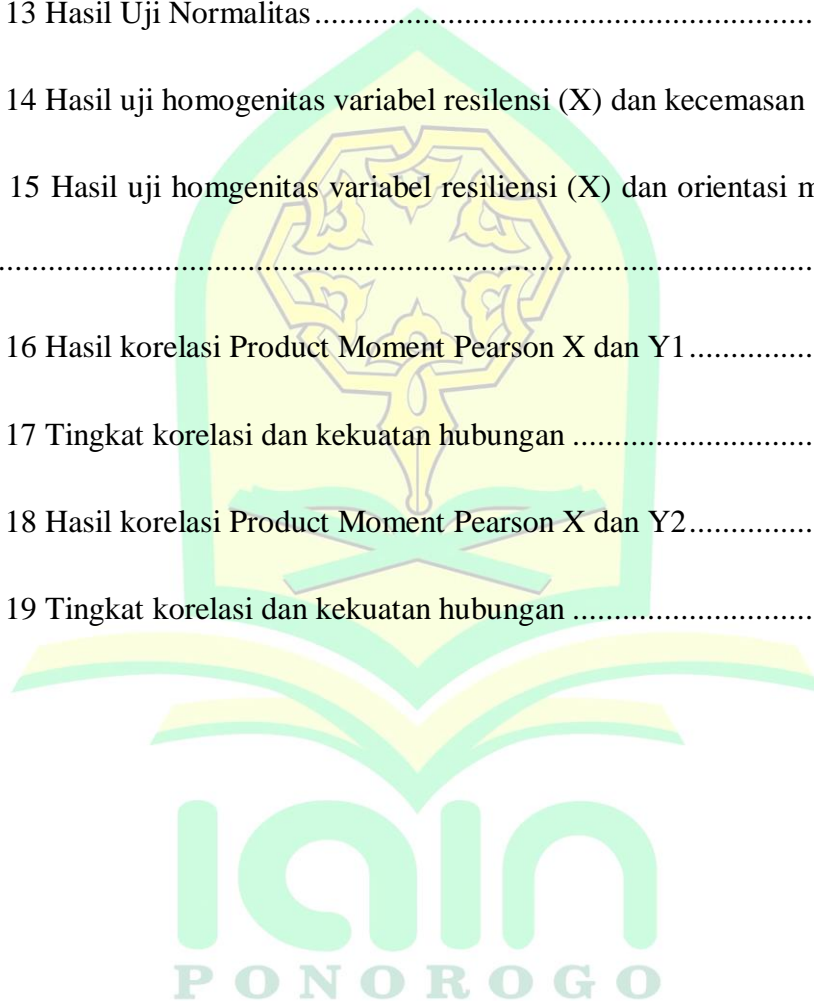 13 Hasil Uji Normalitas................................................................
14 Hasil uji homogenitas variabel resilensi (X) dan kecemasan
15 Hasil uji homgenitas variabel resiliensi (X) dan orientasi
....................................................................................................
16 Hasil korelasi Product Moment Pearson X dan Y1...............
17 Tingkat korelasi dan kekuatan hubungan .............................
18 Hasil korelasi Product Moment Pearson X dan Y2...............
19 Tingkat korelasi dan kekuatan hubungan .............................
iain
PONOROGO